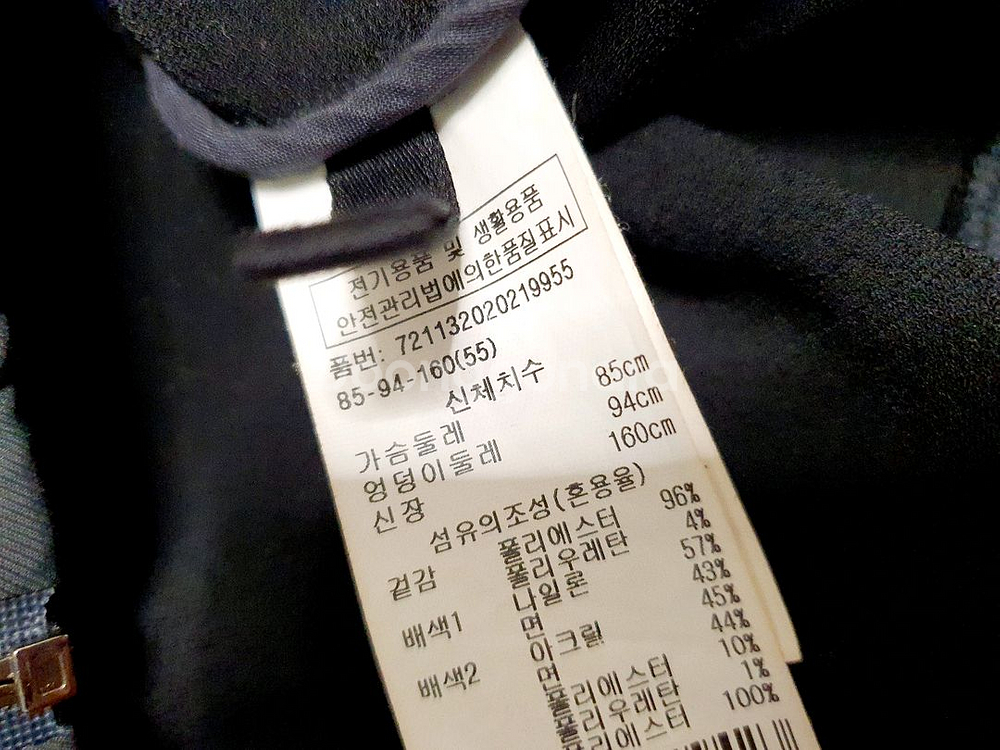 전기용품 및 생활용품
안전관리법에의한품질표시
품번: 721132020219955
85-94-160(55)
신체치수
가슴둘레 85cm
엉덩이둘레 94cm
신장 160cm
섬유의조성(혼용율)
겉감 폴리에스터 96%
폴리우레탄 4%
배색1 나일론 57%
면 43%
배색2 아크릴 45%
면 44%
폴리에스터 10%
폴리우레탄 1%
폴리에스터 100%